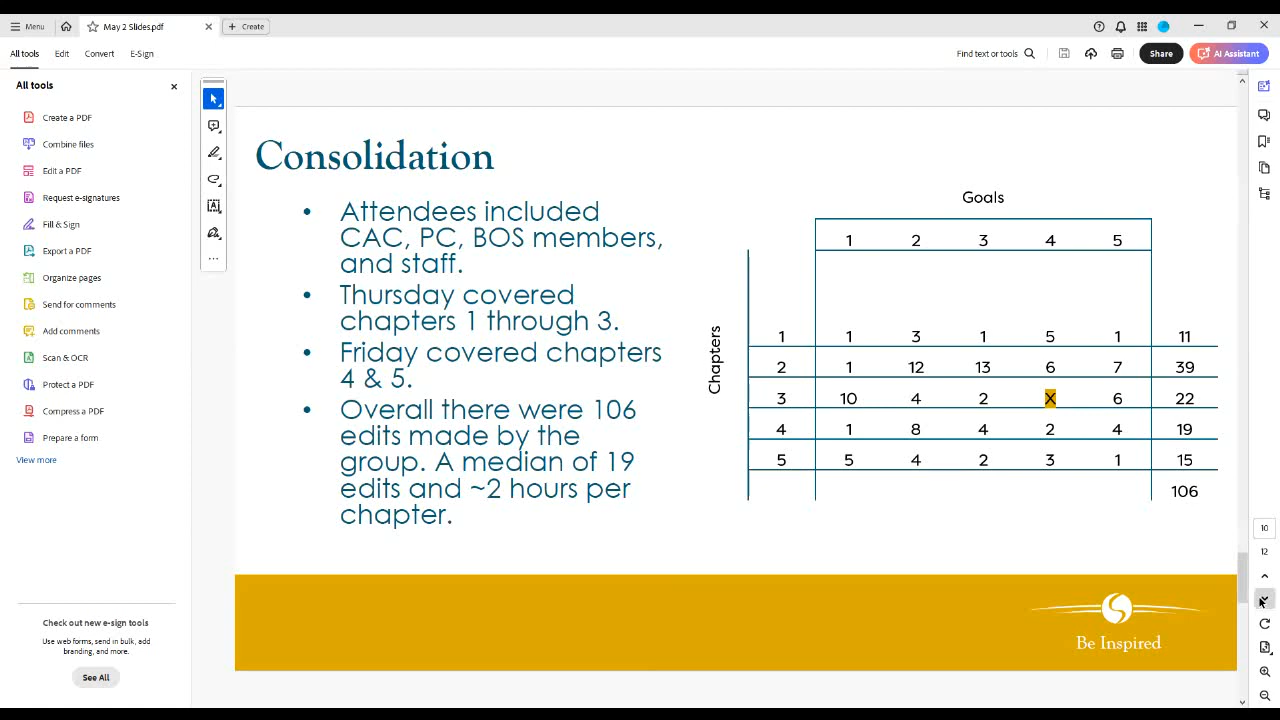 Menu
May 2 Slides.pdf
Create
All tools
Edit
Convert
E-Sign
Find text or tools
Share
AI Assistant
All tools
Create a PDF
Combine files
Edit a PDF
Request e-signatures
Fill & Sign
Export a PDF
Organize pages
Send for comments
Add comments
Scan & OCR
Protect a PDF
Compress a PDF
Prepare a form
View more
Check out new e-sign tools
Use web forms, send in bulk, add
branding, and more.
See All
Consolidation
• Attendees included
CAC, PC, BOS members,
and staff.
• Thursday covered
chapters 1 through 3.
• Friday covered chapters
4 & 5.
• Overall there were 106
edits made by the
group. A median of 19
edits and ~2 hours per
chapter.
Goals
1 2 3 4 5
Chapters
1 1 3 1 5 1 11
2 1 12 13 6 7 39
3 10 4 2 X 6 22
4 1 8 4 2 4 19
5 5 4 2 3 1 15
106
Be Inspired
10
12